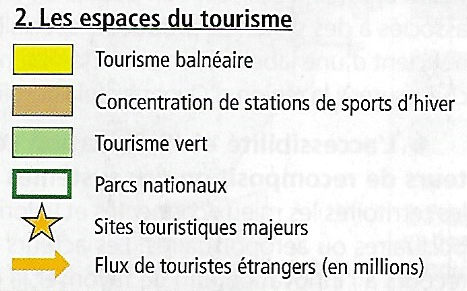 2. Les espaces du tourisme
Tourisme balnéaire
Concentration de stations de sports d'hiver
Tourisme vert
Parcs nationaux
Sites touristiques majeurs
Flux de touristes étrangers (en millions)